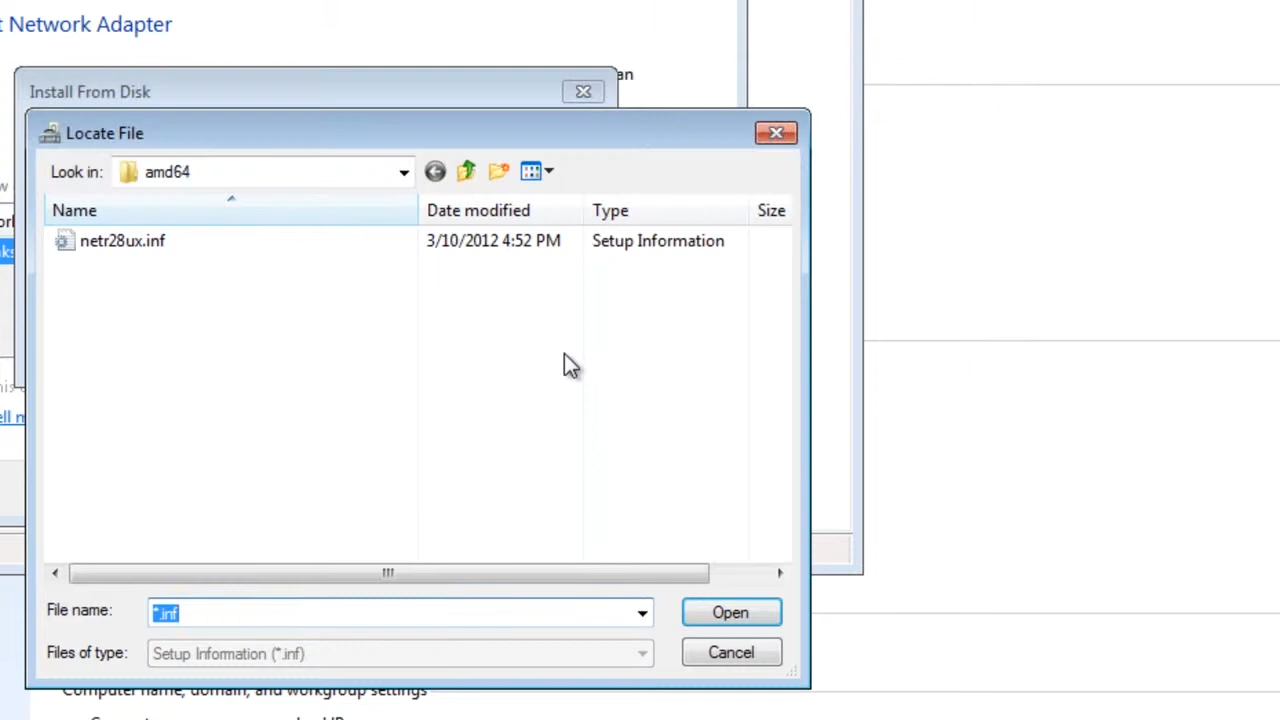 t Network Adapter
an
Install From Disk
Locate File
Look in: amd64
Name Date modified Type Size
netr28ux.inf 3/10/2012 4:52 PM Setup Information
File name: *.inf Open
Files of type: Setup Information (*.inf) Cancel
Computer name, domain, and workgroup settings